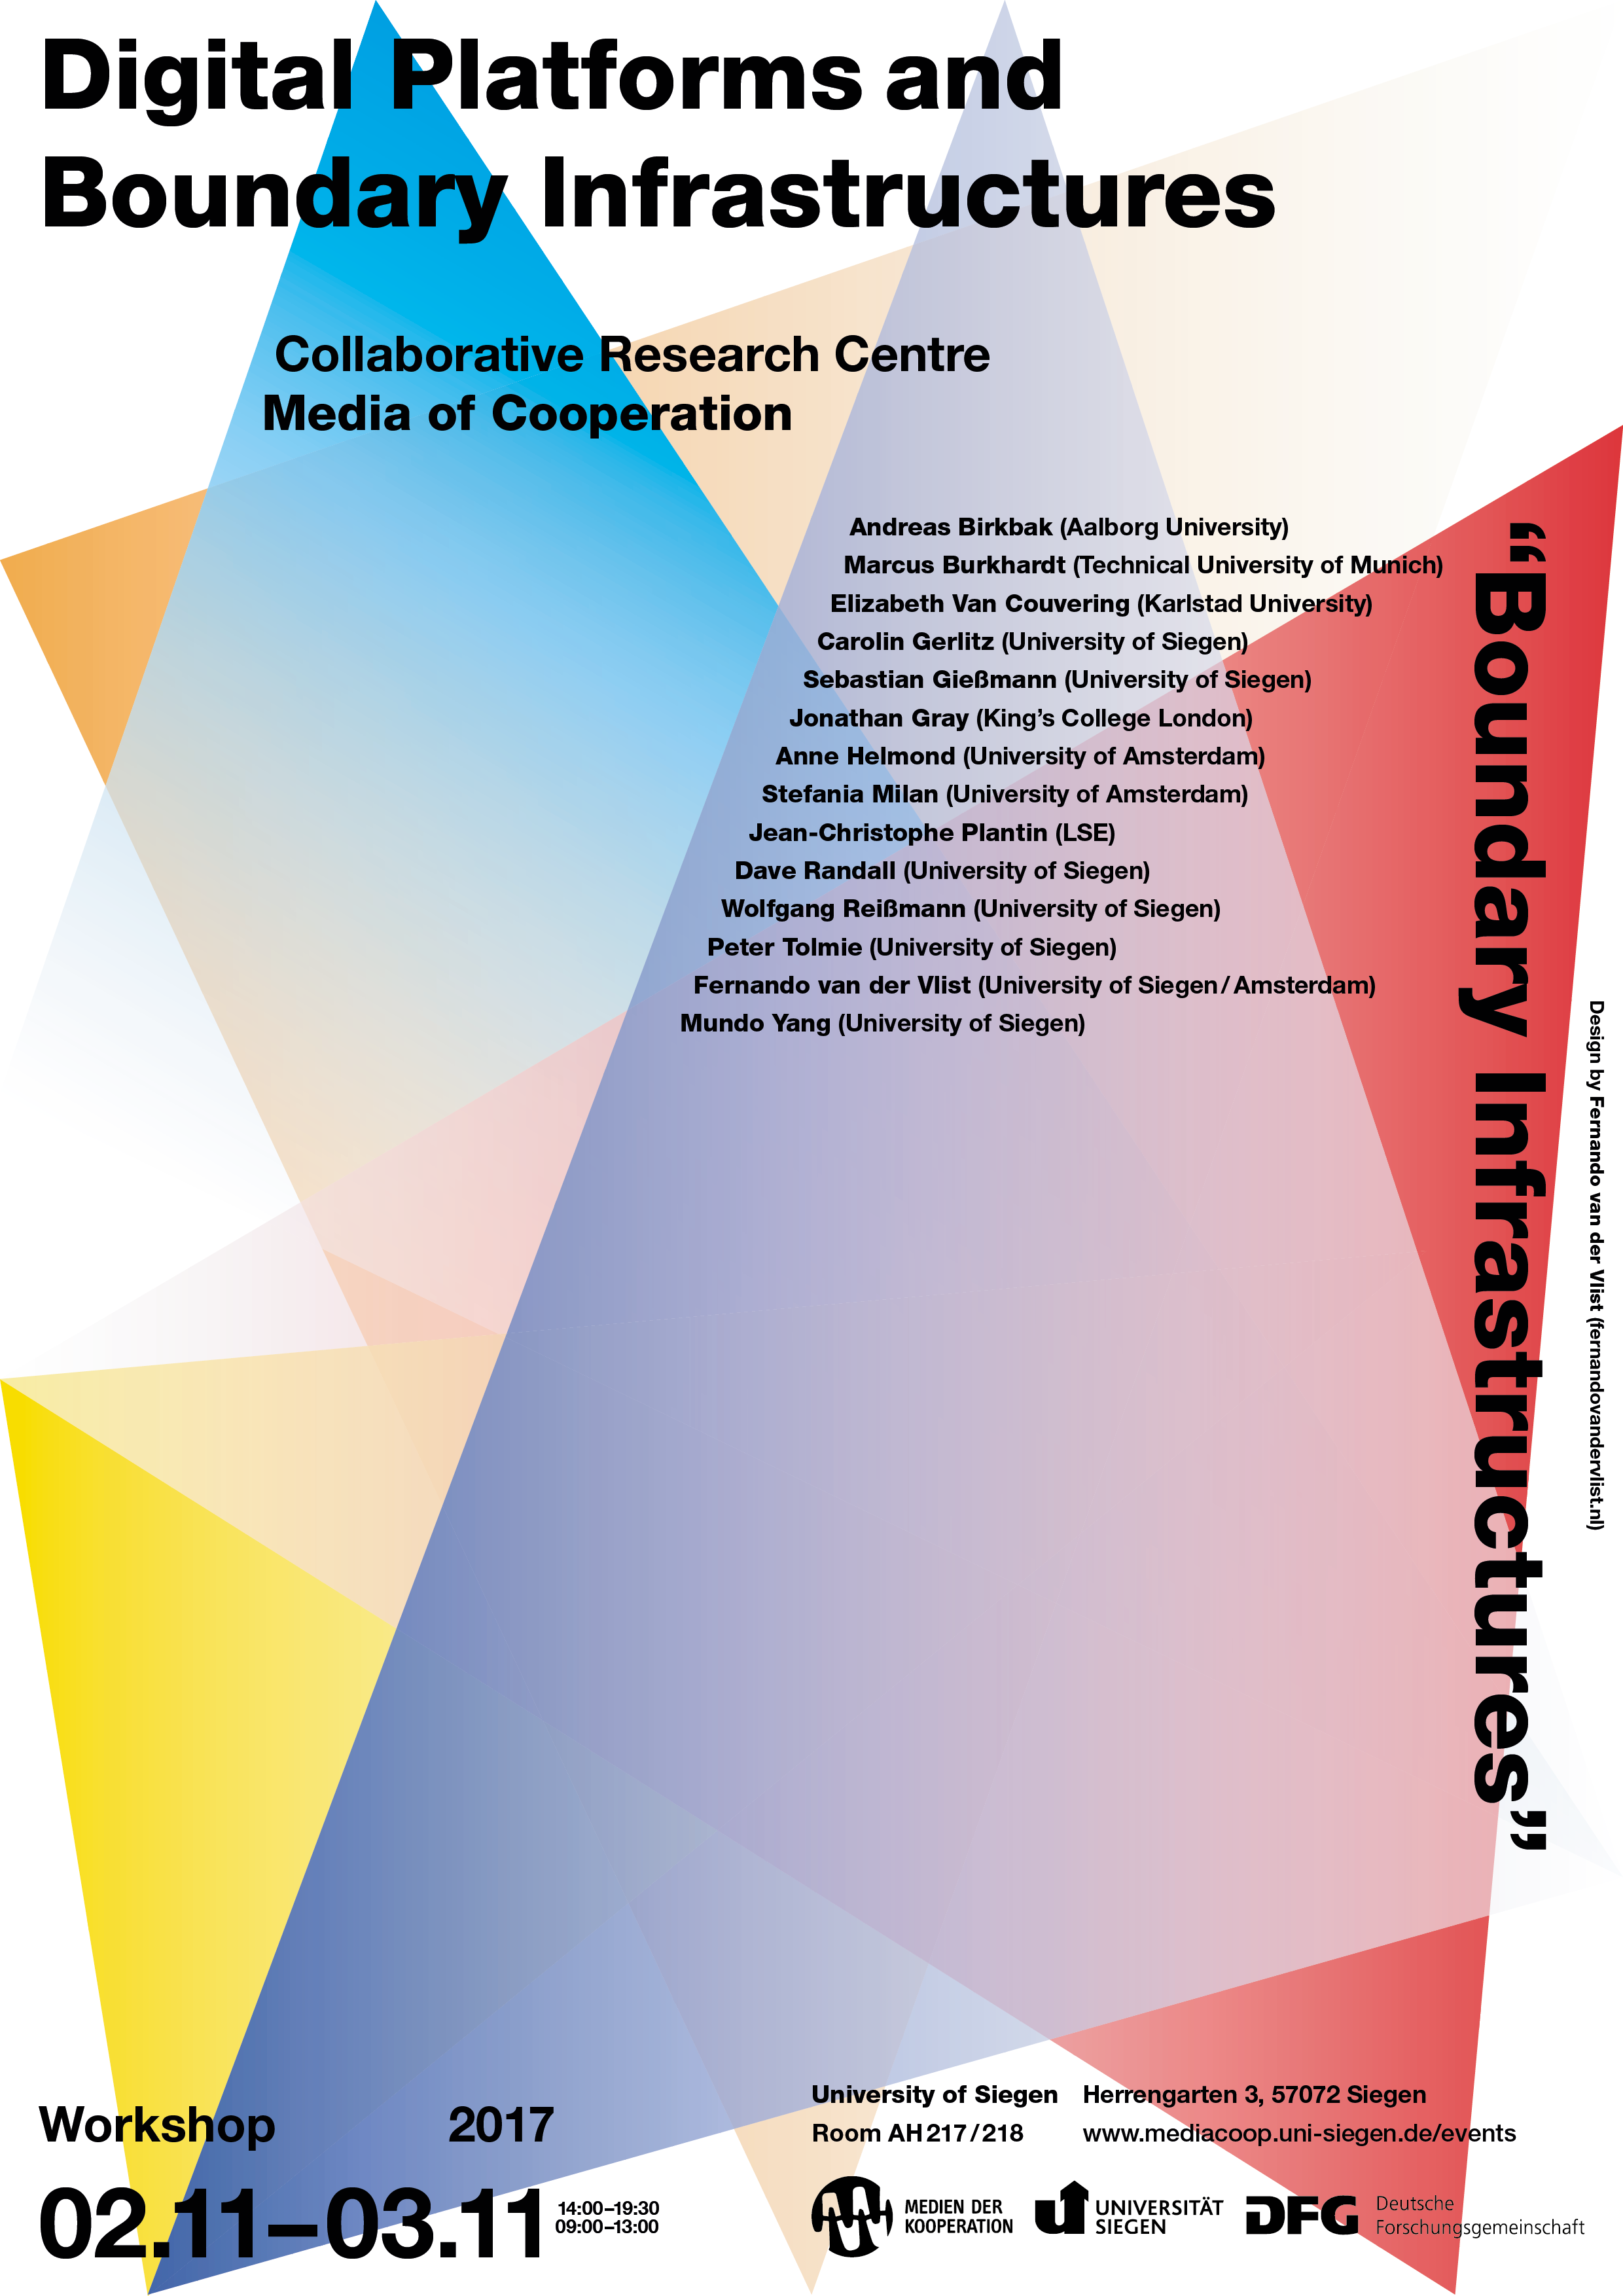 Digital Platforms and
Boundary Infrastructures
Collaborative Research Centre
Media of Cooperation
Andreas Birkbak (Aalborg University)
Marcus Burkhardt (Technical University of Munich)
Elizabeth Van Couvering (Karlstad University)
Carolin Gerlitz (University of Siegen)
Sebastian Gießmann (University of Siegen)
Jonathan Gray (King’s College London)
Anne Helmond (University of Amsterdam)
Stefania Milan (University of Amsterdam)
Jean-Christophe Plantin (LSE)
Dave Randall (University of Siegen)
Wolfgang Reißmann (University of Siegen)
Peter Tolmie (University of Siegen)
Fernando van der Vlist (University of Siegen/Amsterdam)
Mundo Yang (University of Siegen)
“Boundary Infrastructures”
Design by Fernando van der Vlist (fernandovandervlist.nl)
Workshop 2017
02.11–03.11
14:00–19:30
09:00–13:00
University of Siegen
Room AH 217/218
Herrengarten 3, 57072 Siegen
www.mediacoop.uni-siegen.de/events
MEDIEN DER
KOOPERATION
UNIVERSITÄT
SIEGEN
DFG
Deutsche
Forschungsgemeinschaft